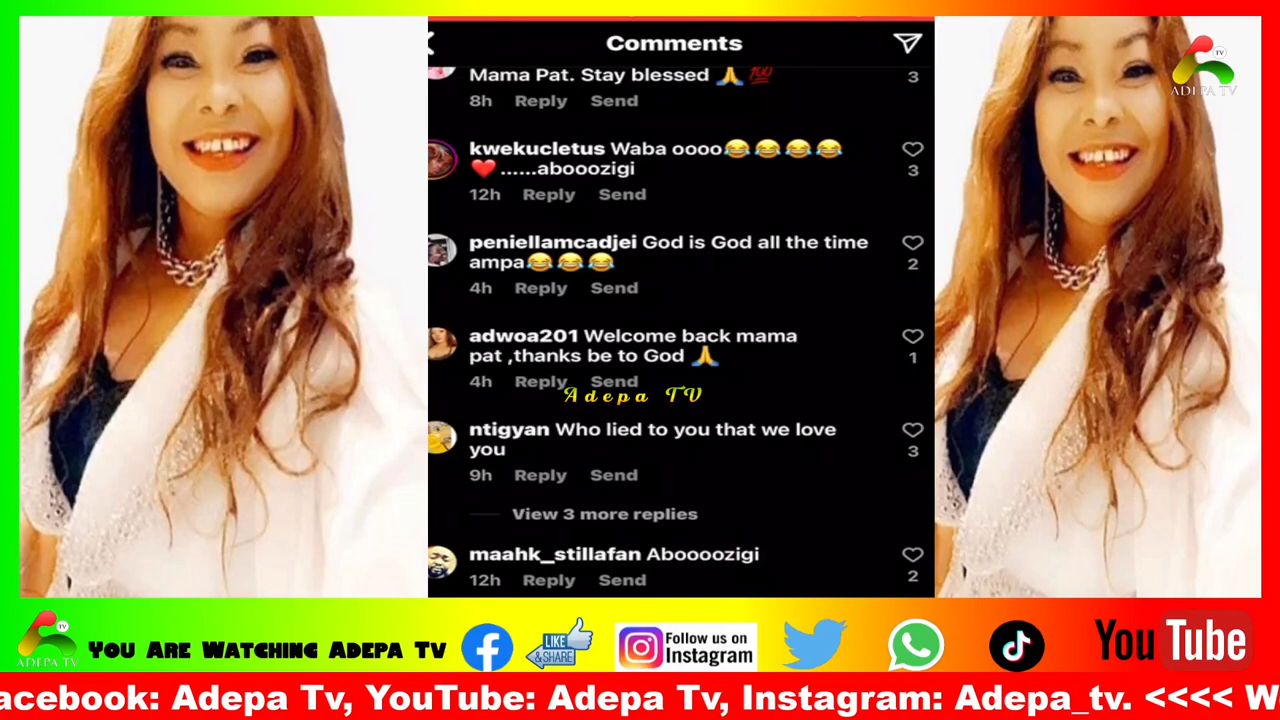 Comments
TV
ADEPA TV
Mama Pat. Stay blessed 🙏 💯
3
8h Reply Send
kwekucletus Waba oooo😂😂😂😂
❤️......abooozigi
3
12h Reply Send
peniellamcadjei God is God all the time
ampa😂😂😂
2
4h Reply Send
adwoa201 Welcome back mama
pat ,thanks be to God 🙏
1
4h Reply Send
Adepa TV
ntigyan Who lied to you that we love
you
3
9h Reply Send
View 3 more replies
maahk_stillafan Aboooozigi
2
12h Reply Send
TV
ADEPA TV
You Are Watching Adepa Tv
LIKE
&SHARE
Follow us on
Instagram
YouTube
acebook: Adepa Tv, YouTube: Adepa Tv, Instagram: Adepa_tv. <<<< W